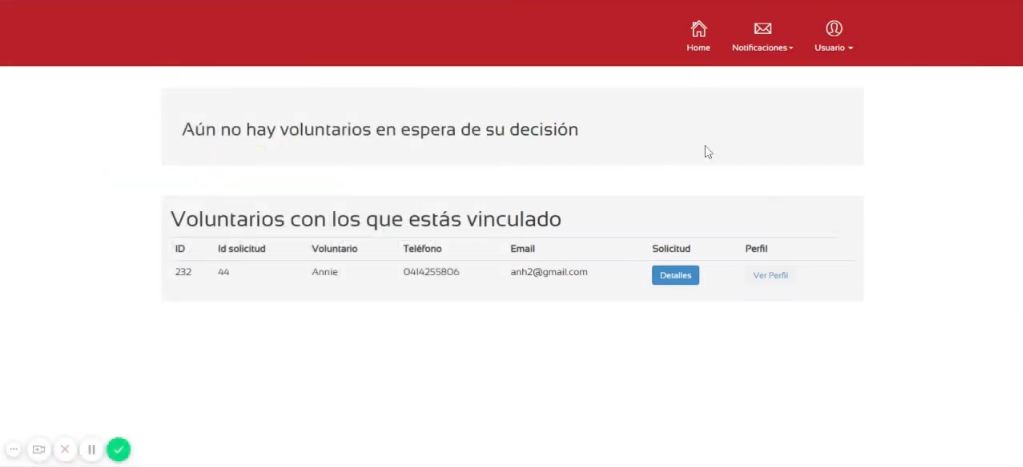 Home Notificaciones Usuario
Aún no hay voluntarios en espera de su decisión
Voluntarios con los que estás vinculado
ID Id solicitud Voluntario Teléfono Email Solicitud Perfil
232 44 Annie 0414255806 anh2@gmail.com Detalles Ver Perfil